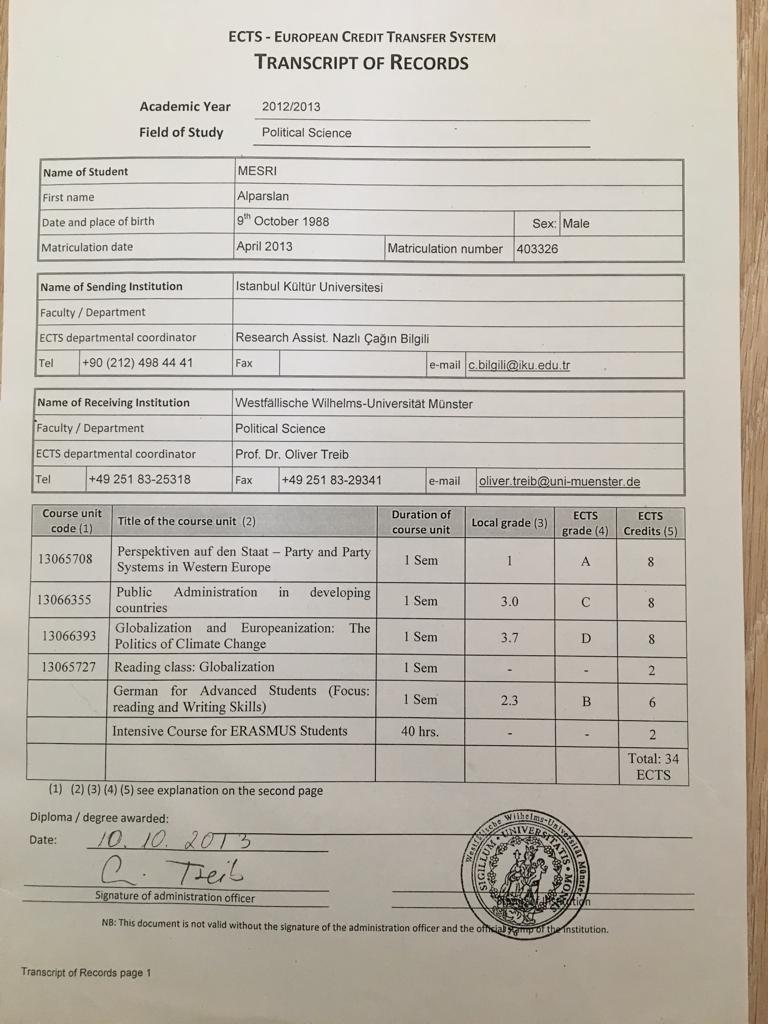 ECTS - EUROPEAN CREDIT TRANSFER SYSTEM
TRANSCRIPT OF RECORDS
Academic Year 2012/2013
Field of Study Political Science
Name of Student MESRI
First name Alparslan
Date and place of birth 9th October 1988 Sex: Male
Matriculation date April 2013 Matriculation number 403326
Name of Sending Institution Istanbul Kültür Universitesi
Faculty / Department
ECTS departmental coordinator Research Assist. Nazlı Çağın Bilgili
Tel +90 (212) 498 44 41 Fax e-mail c.bilgili@iku.edu.tr
Name of Receiving Institution Westfällische Wilhelms-Universität Münster
Faculty / Department Political Science
ECTS departmental coordinator Prof. Dr. Oliver Treib
Tel +49 251 83-25318 Fax +49 251 83-29341 e-mail oliver.treib@uni-muenster.de
Course unit code (1) Title of the course unit (2) Duration of course unit Local grade (3) ECTS grade (4) ECTS Credits (5)
13065708 Perspektiven auf den Staat – Party and Party Systems in Western Europe 1 Sem 1 A 8
13066355 Public Administration in developing countries 1 Sem 3.0 C 8
13066393 Globalization and Europeanization: The Politics of Climate Change 1 Sem 3.7 D 8
13065727 Reading class: Globalization 1 Sem - - 2
German for Advanced Students (Focus: reading and Writing Skills) 1 Sem 2.3 B 6
Intensive Course for ERASMUS Students 40 hrs. - - 2
Total: 34 ECTS
(1) (2) (3) (4) (5) see explanation on the second page
Diploma / degree awarded:
Date: 10. 10. 2013
Treib
Signature of administration officer
Westfälische Wilhelms-Universität Münster
SIGILLUM UNIVERSITATIS
NB: This document is not valid without the signature of the administration officer and the official stamp of the institution.
Transcript of Records page 1